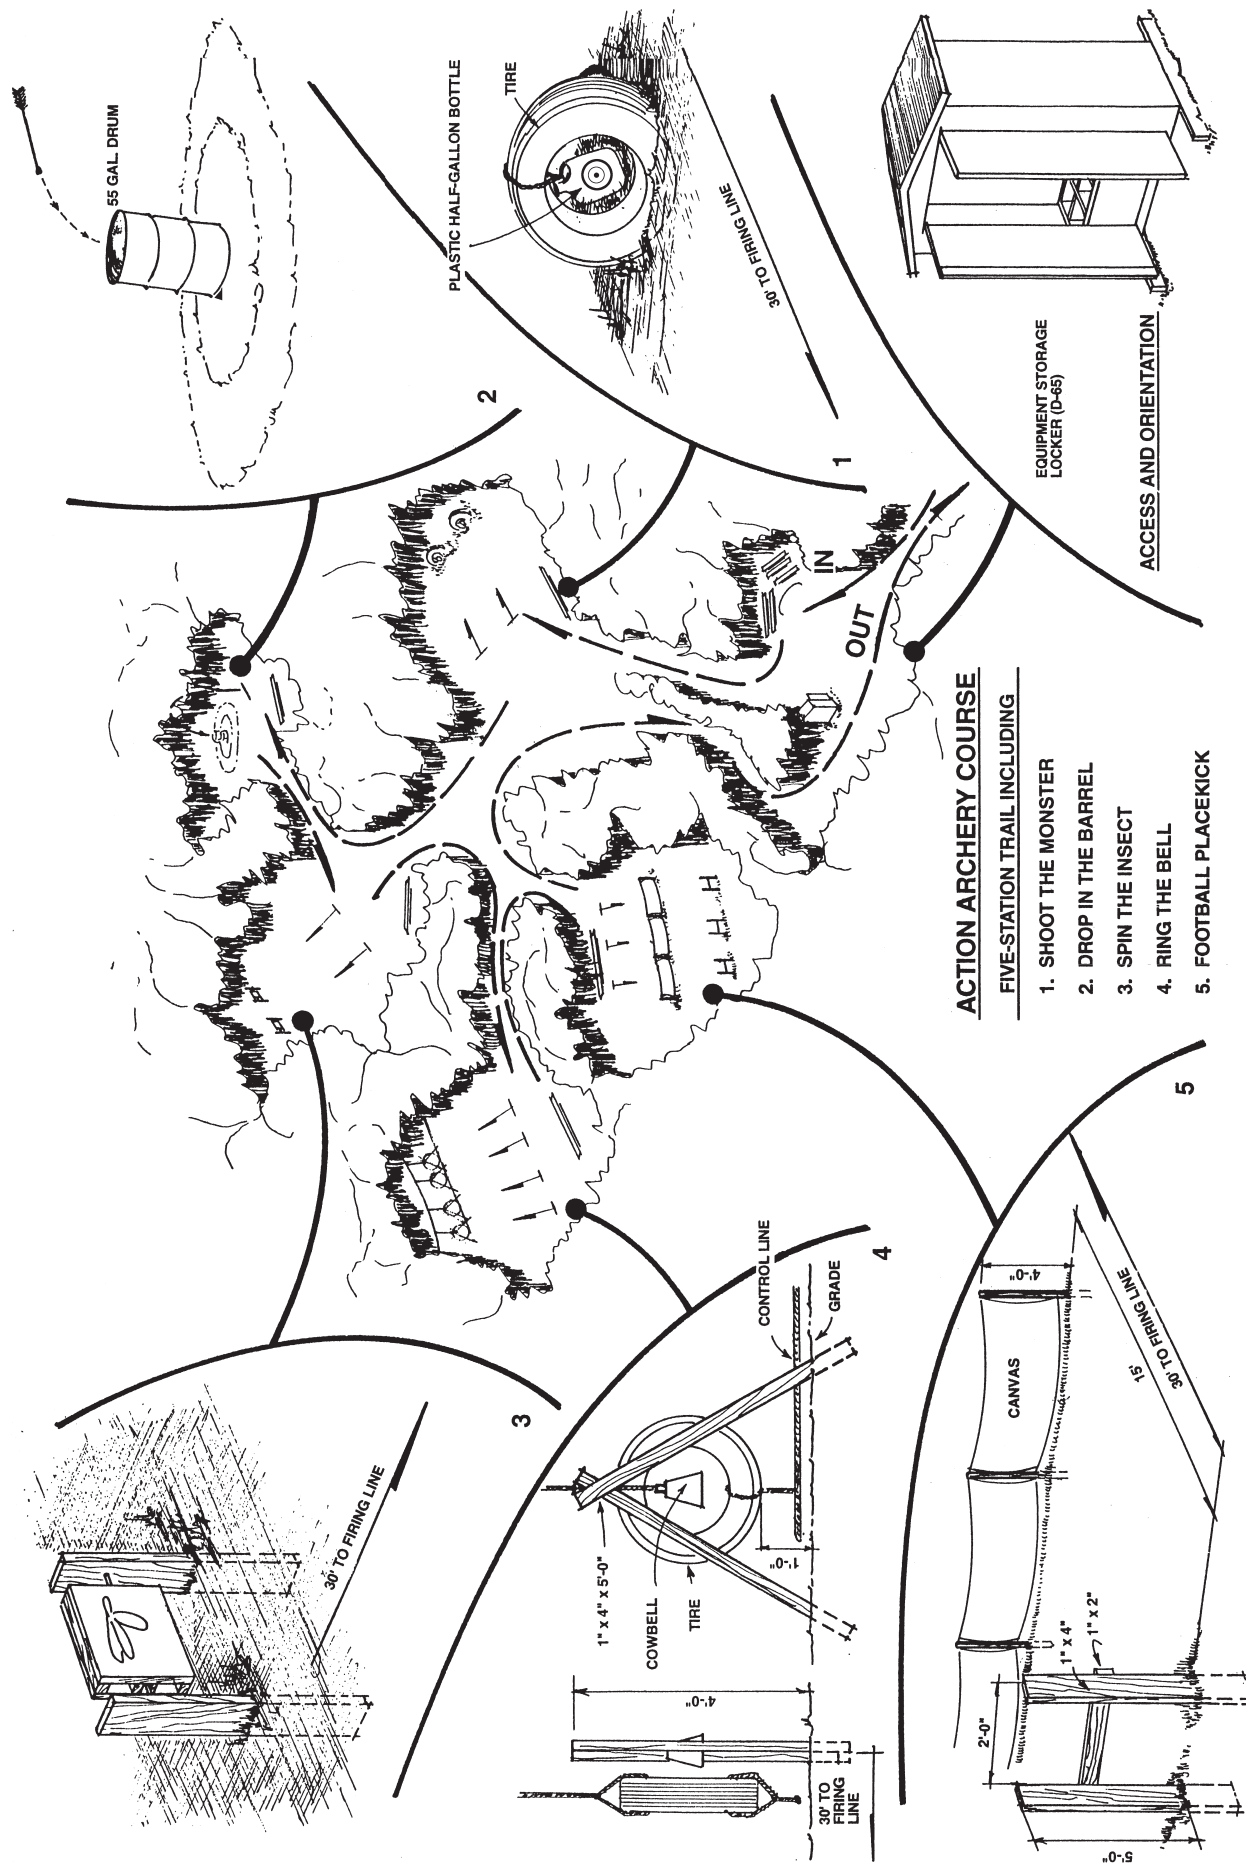 ACTION ARCHERY COURSE
FIVE-STATION TRAIL INCLUDING
1. SHOOT THE MONSTER
2. DROP IN THE BARREL
3. SPIN THE INSECT
4. RING THE BELL
5. FOOTBALL PLACEKICK
IN
OUT
3
30' TO FIRING LINE
55 GAL DRUM
2
PLASTIC HALF-GALLON BOTTLE
TIRE
30' TO FIRING LINE
1
EQUIPMENT STORAGE
LOCKER (D-65)
ACCESS AND ORIENTATION
4
CONTROL LINE
GRADE
1" x 4" x 5'-0"
COWBELL
TIRE
1'-0"
4'-0"
30' TO
FIRING
LINE
5
4'-0"
CANVAS
15'
30' TO FIRING LINE
1" x 4"
1" x 2"
2'-0"
5'-0"